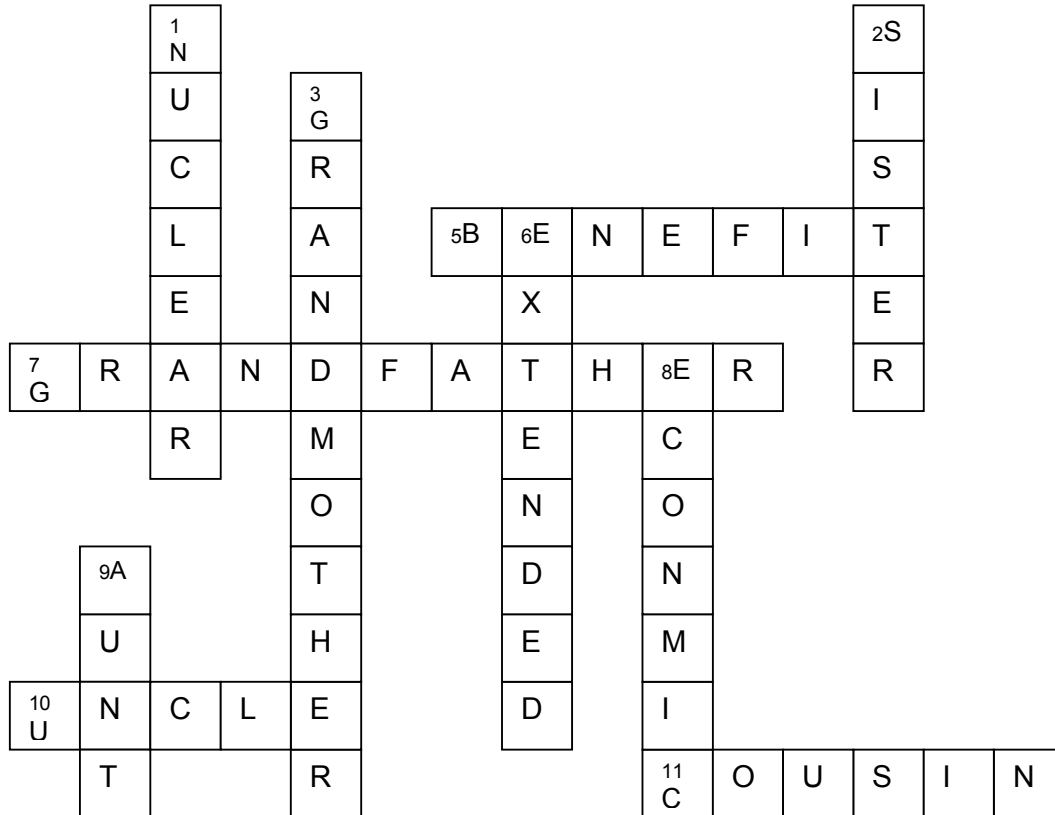 1 N 2S
U 3 G I
C R S
L A 5B 6E N E F I T
E N X E
7 G R A N D F A T H 8E R R
R M E C
O N O
9A T D N
U H E M
10 U N C L E D I
T R 11 C O U S I N